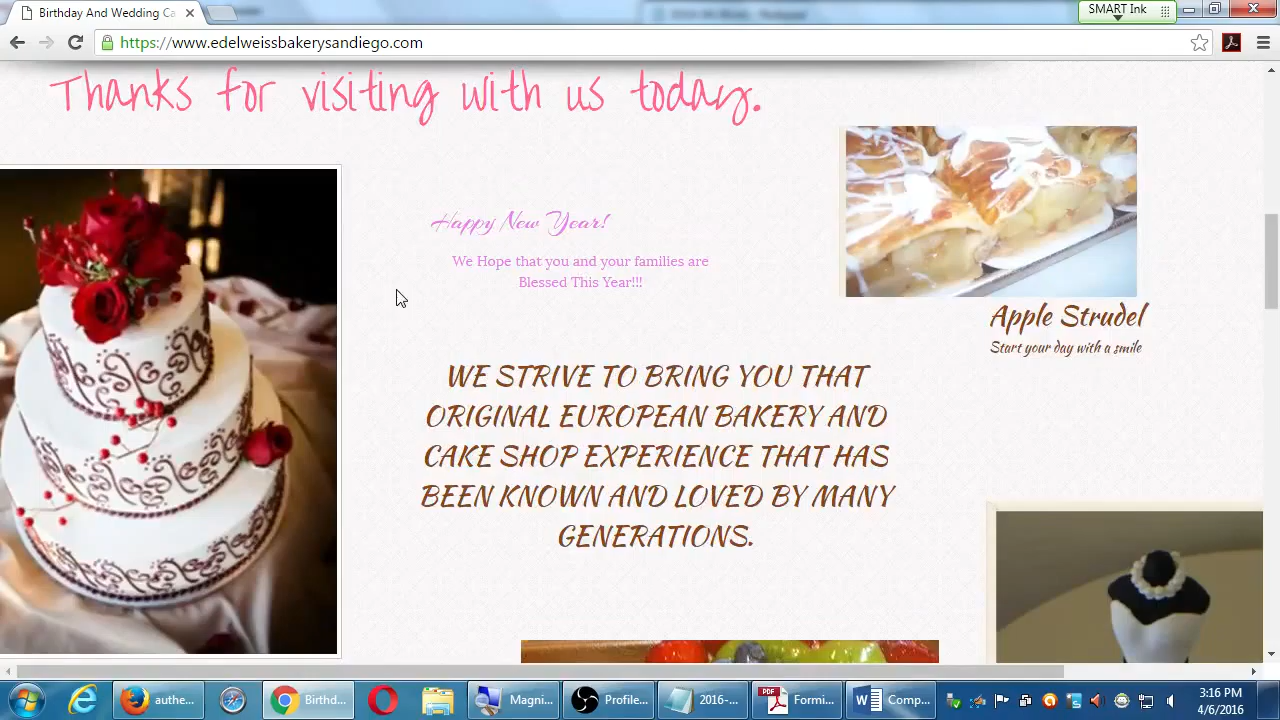 Birthday And Wedding Ca
SMART Ink
https://www.edelweissbakerysandiego.com
Thanks for visiting with us today.
Happy New Year!
We Hope that you and your families are
Blessed This Year!!!
Apple Strudel
Start your day with a smile
WE STRIVE TO BRING YOU THAT
ORIGINAL EUROPEAN BAKERY AND
CAKE SHOP EXPERIENCE THAT HAS
BEEN KNOWN AND LOVED BY MANY
GENERATIONS.
authe...
Birthd...
Magni...
Profile...
2016-...
PDF
Formi...
Comp...
3:16 PM
4/6/2016